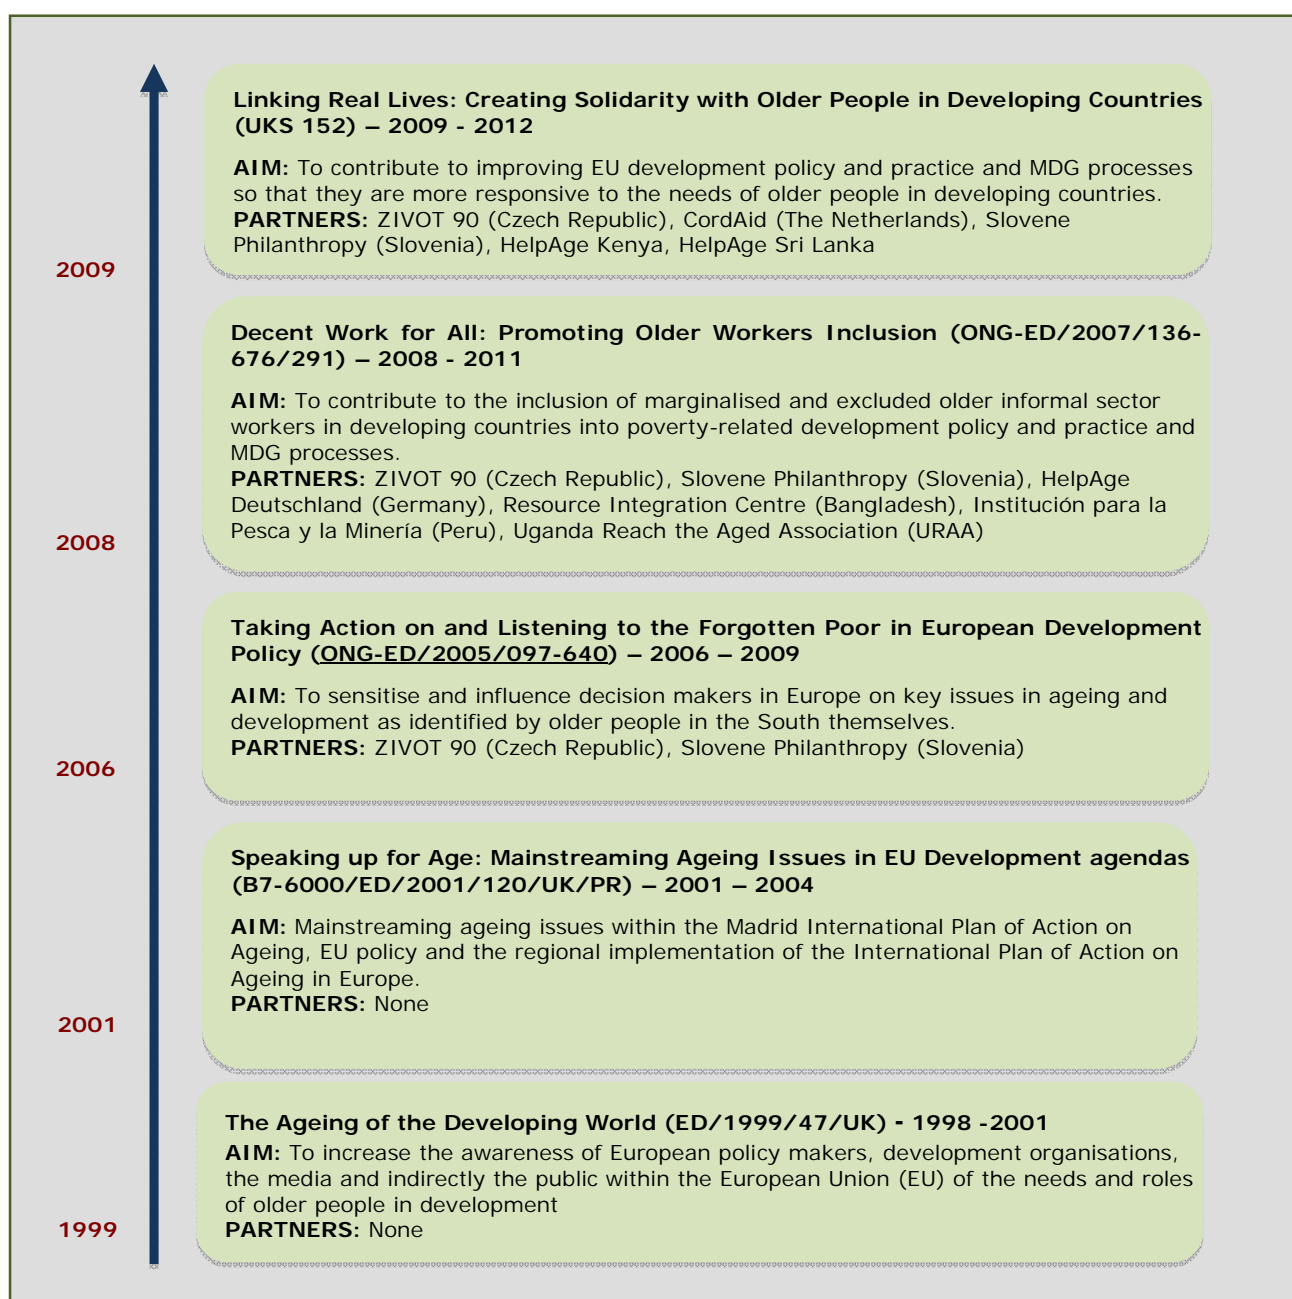 Linking Real Lives: Creating Solidarity with Older People in Developing Countries
(UKS 152) – 2009 - 2012
AIM: To contribute to improving EU development policy and practice and MDG processes
so that they are more responsive to the needs of older people in developing countries.
PARTNERS: ZIVOT 90 (Czech Republic), CordAid (The Netherlands), Slovene
Philanthropy (Slovenia), HelpAge Kenya, HelpAge Sri Lanka
2009
Decent Work for All: Promoting Older Workers Inclusion (ONG-ED/2007/136-
676/291) – 2008 - 2011
AIM: To contribute to the inclusion of marginalised and excluded older informal sector
workers in developing countries into poverty-related development policy and practice and
MDG processes.
PARTNERS: ZIVOT 90 (Czech Republic), Slovene Philanthropy (Slovenia), HelpAge
Deutschland (Germany), Resource Integration Centre (Bangladesh), Institución para la
Pesca y la Minería (Peru), Uganda Reach the Aged Association (URAA)
2008
Taking Action on and Listening to the Forgotten Poor in European Development
Policy (ONG-ED/2005/097-640) – 2006 – 2009
AIM: To sensitise and influence decision makers in Europe on key issues in ageing and
development as identified by older people in the South themselves.
PARTNERS: ZIVOT 90 (Czech Republic), Slovene Philanthropy (Slovenia)
2006
Speaking up for Age: Mainstreaming Ageing Issues in EU Development agendas
(B7-6000/ED/2001/120/UK/PR) – 2001 – 2004
AIM: Mainstreaming ageing issues within the Madrid International Plan of Action on
Ageing, EU policy and the regional implementation of the International Plan of Action on
Ageing in Europe.
PARTNERS: None
2001
The Ageing of the Developing World (ED/1999/47/UK) - 1998 -2001
AIM: To increase the awareness of European policy makers, development organisations,
the media and indirectly the public within the European Union (EU) of the needs and roles
of older people in development
PARTNERS: None
1999